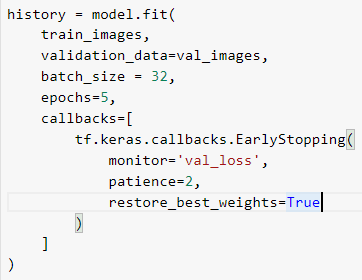 history = model.fit(
    train_images,
    validation_data=val_images,
    batch_size = 32,
    epochs=5,
    callbacks=[
        tf.keras.callbacks.EarlyStopping(
            monitor='val_loss',
            patience=2,
            restore_best_weights=True
        )
    ]
)